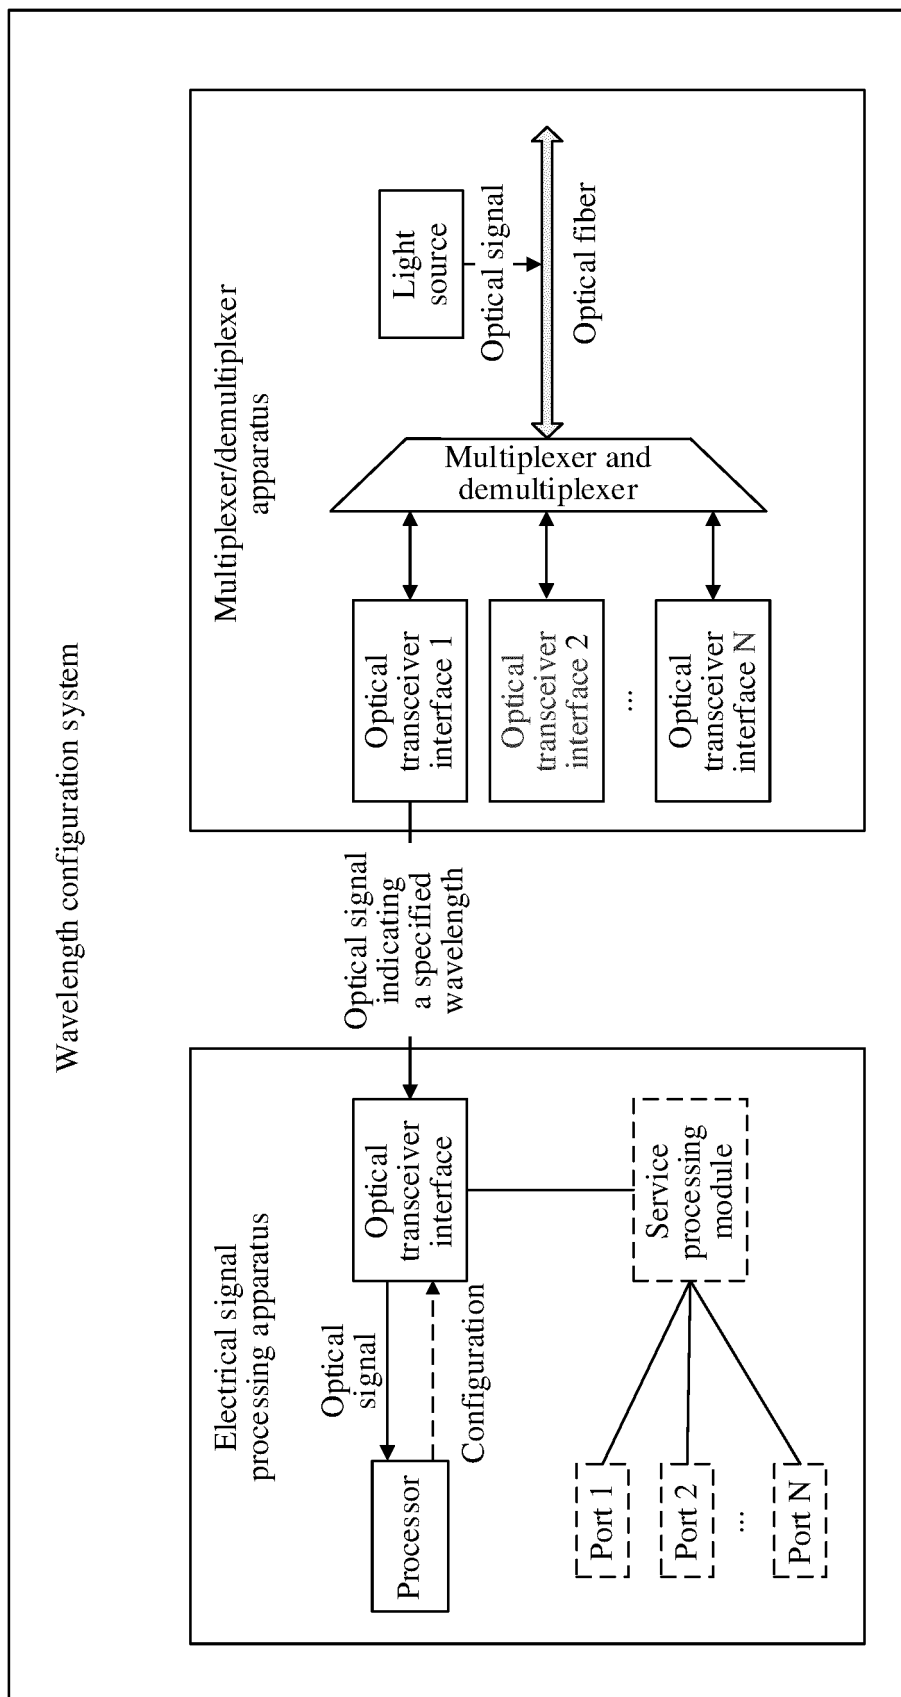 Wavelength configuration system
Electrical signal
processing apparatus
Processor
Optical
signal
Configuration
Optical
transceiver
interface
Service
processing
module
Port 1
Port 2
...
Port N
Optical signal
indicating
a specified
wavelength
Multiplexer/demultiplexer
apparatus
Optical
transceiver
interface 1
Optical
transceiver
interface 2
...
Optical
transceiver
interface N
Multiplexer and
demultiplexer
Light
source
Optical signal
Optical fiber